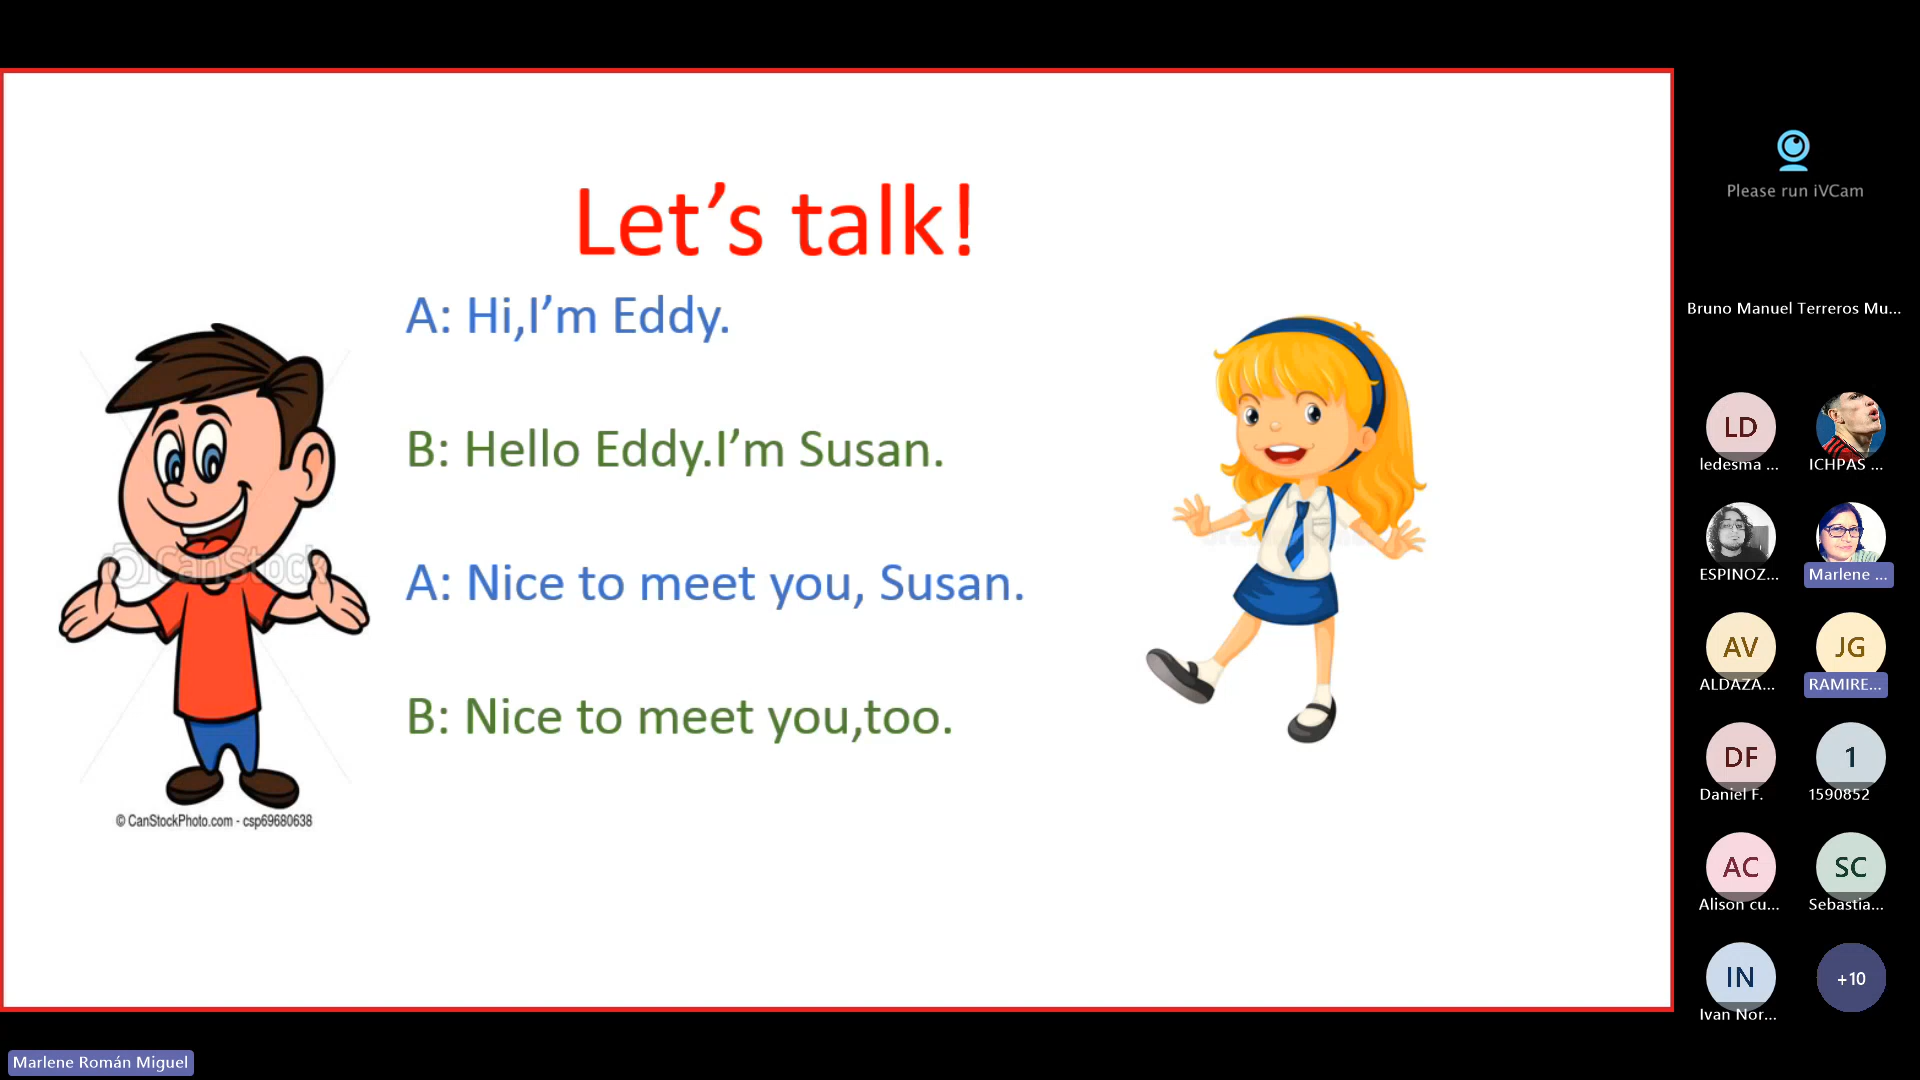 Let's talk!
A: Hi,I'm Eddy.
B: Hello Eddy.I'm Susan.
A: Nice to meet you, Susan.
B: Nice to meet you,too.
CanStock
© CanStockPhoto.com - csp69680638
Please run iVCam
Bruno Manuel Terreros Mu...
LD
ledesma ...
ICHPAS ...
ESPINOZ...
Marlene ...
AV
ALDAZA...
JG
RAMIRE...
DF
Daniel F.
1
1590852
AC
Alison cu...
SC
Sebastia...
IN
Ivan Nor...
+10
Marlene Román Miguel